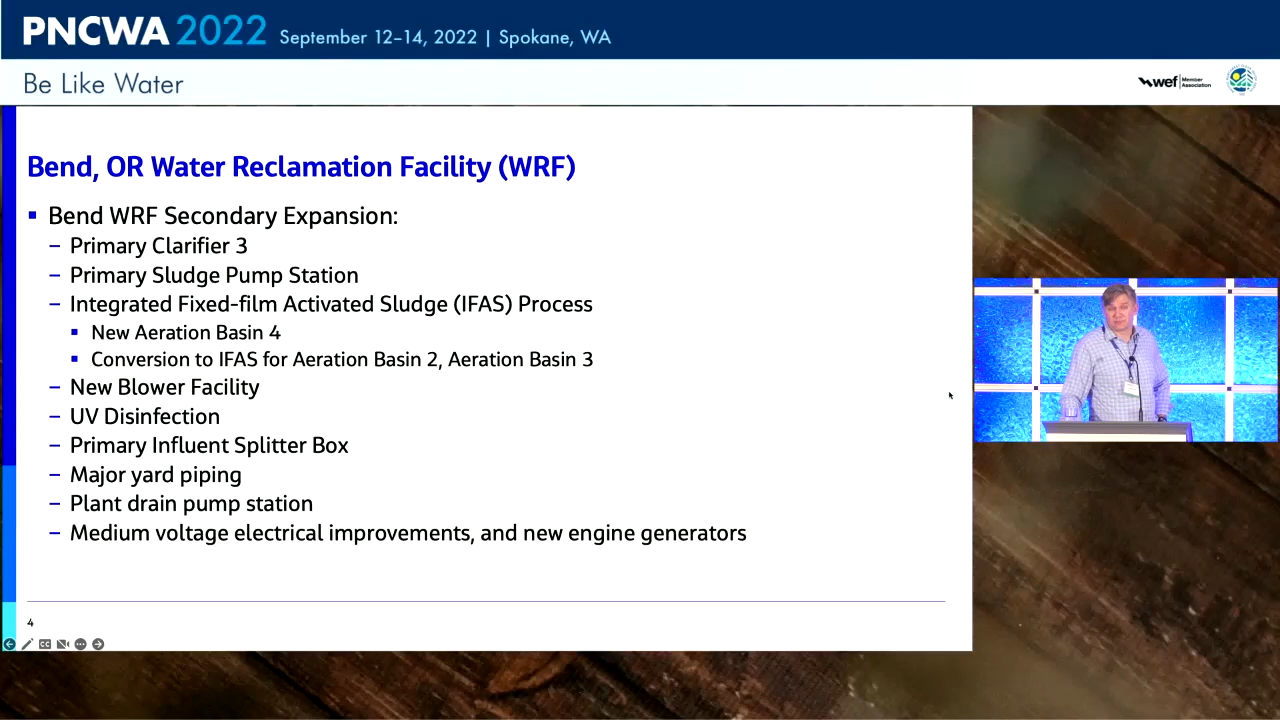 PNCWA 2022 September 12–14, 2022 | Spokane, WA
Be Like Water
wef Member Association
Bend, OR Water Reclamation Facility (WRF)
▪ Bend WRF Secondary Expansion:
– Primary Clarifier 3
– Primary Sludge Pump Station
– Integrated Fixed-film Activated Sludge (IFAS) Process
▪ New Aeration Basin 4
▪ Conversion to IFAS for Aeration Basin 2, Aeration Basin 3
– New Blower Facility
– UV Disinfection
– Primary Influent Splitter Box
– Major yard piping
– Plant drain pump station
– Medium voltage electrical improvements, and new engine generators
4